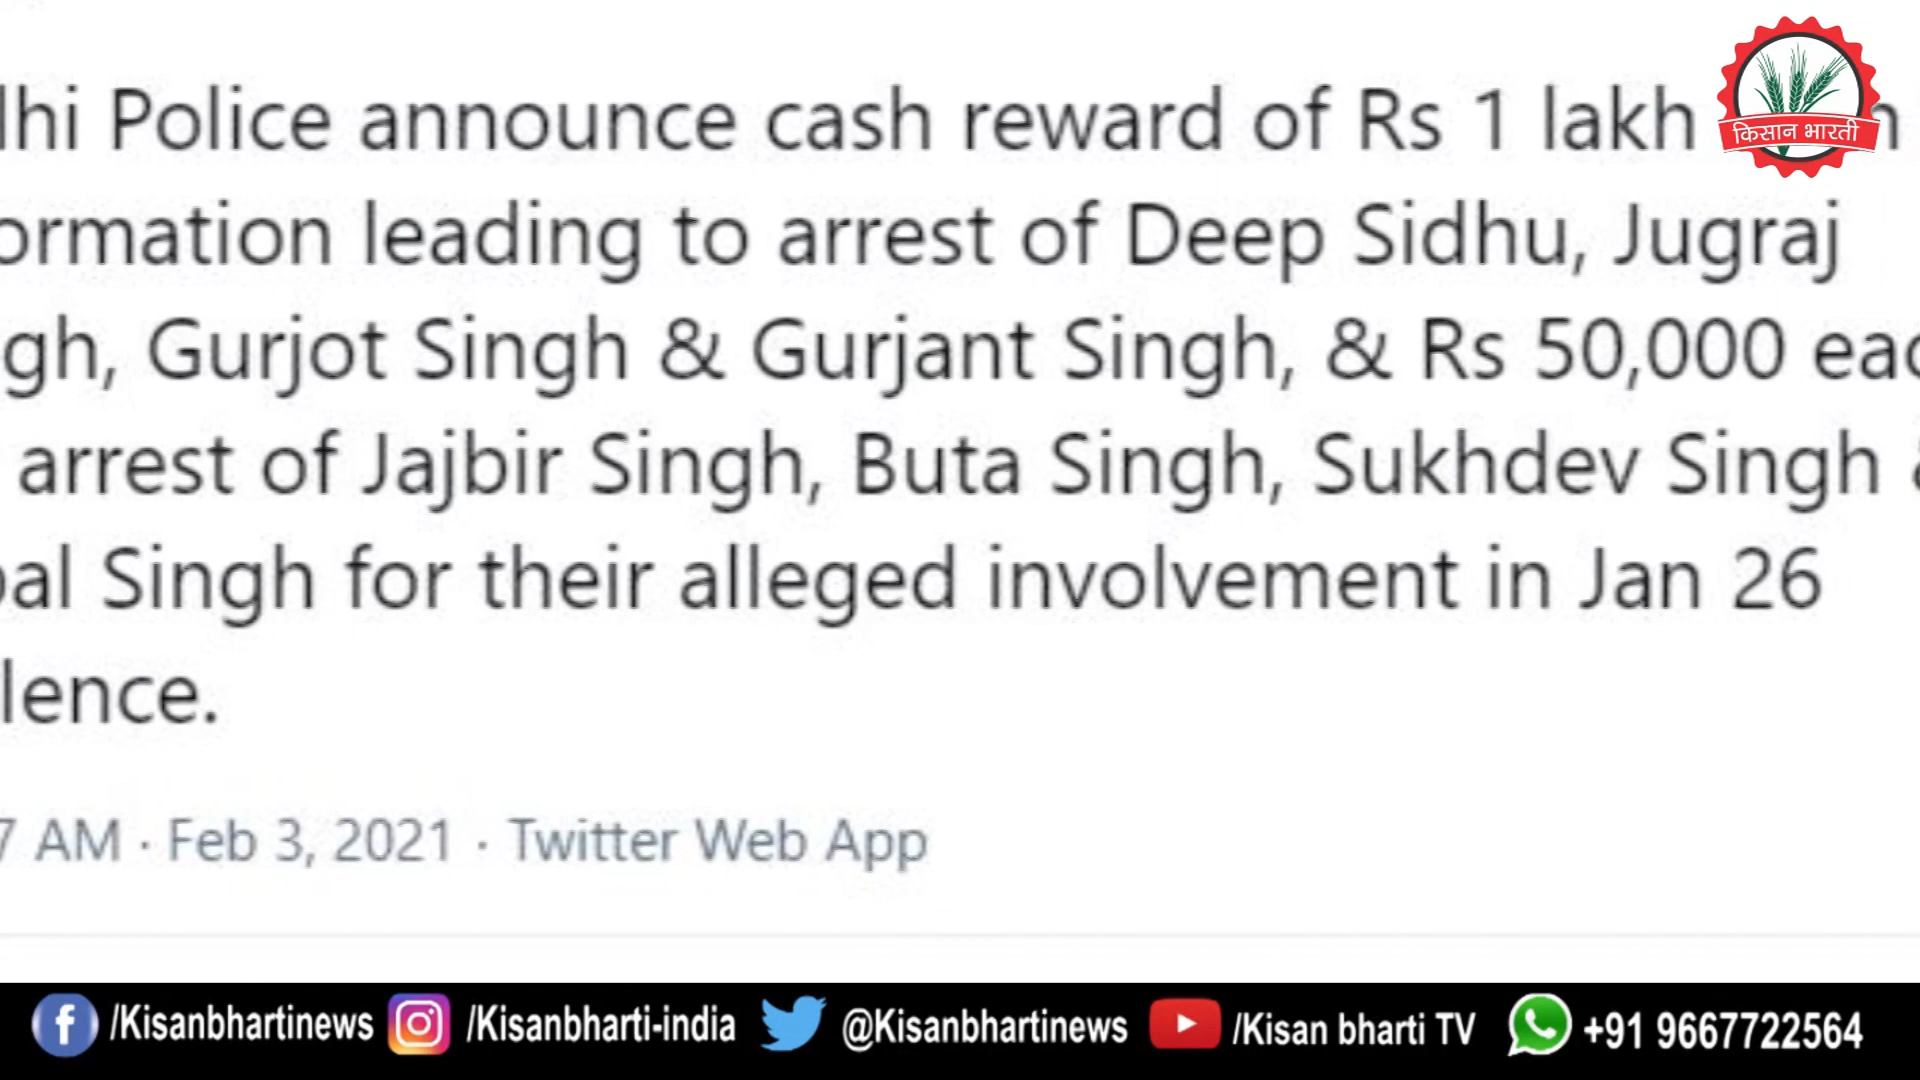 lhi Police announce cash reward of Rs 1 lakh n
ormation leading to arrest of Deep Sidhu, Jugraj
gh, Gurjot Singh & Gurjant Singh, & Rs 50,000 eac
arrest of Jajbir Singh, Buta Singh, Sukhdev Singh &
pal Singh for their alleged involvement in Jan 26
lence.
7 AM · Feb 3, 2021 · Twitter Web App
किसान भारती
/Kisanbhartinews /Kisanbharti-india @Kisanbhartinews /Kisan bharti TV +91 9667722564